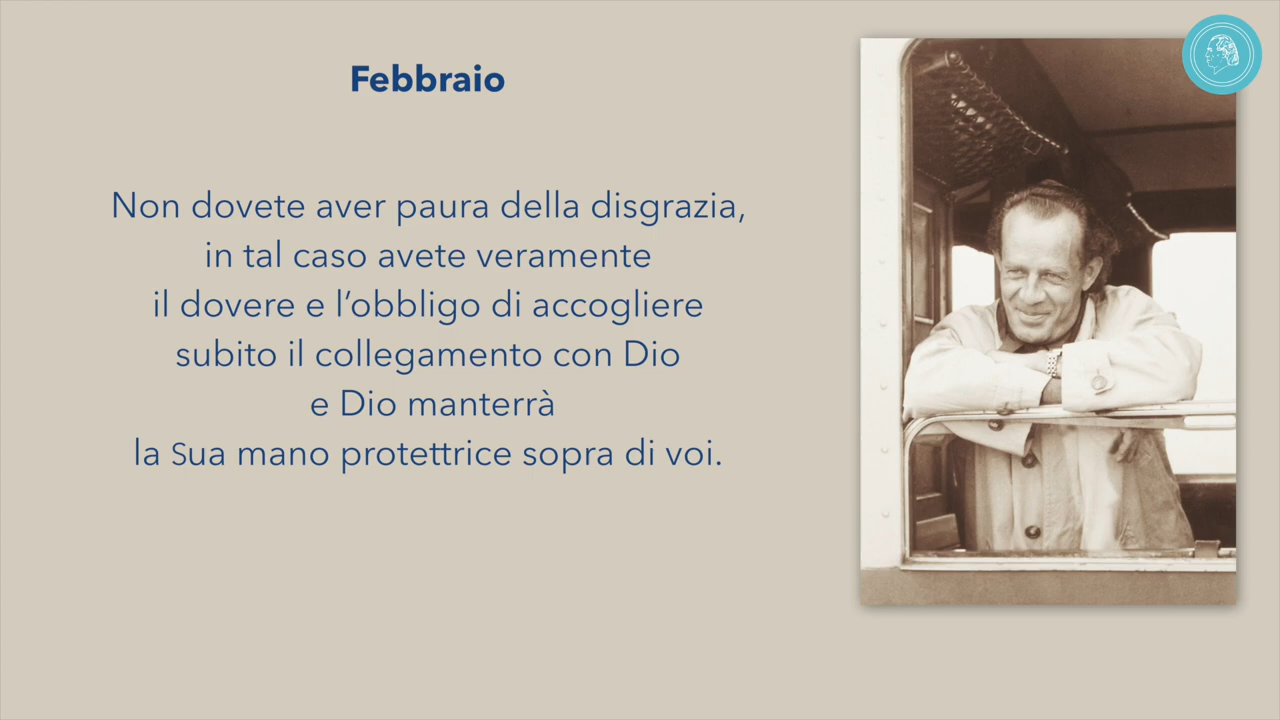 Febbraio
Non dovete aver paura della disgrazia,
in tal caso avete veramente
il dovere e l’obbligo di accogliere
subito il collegamento con Dio
e Dio manterrà
la Sua mano protettrice sopra di voi.